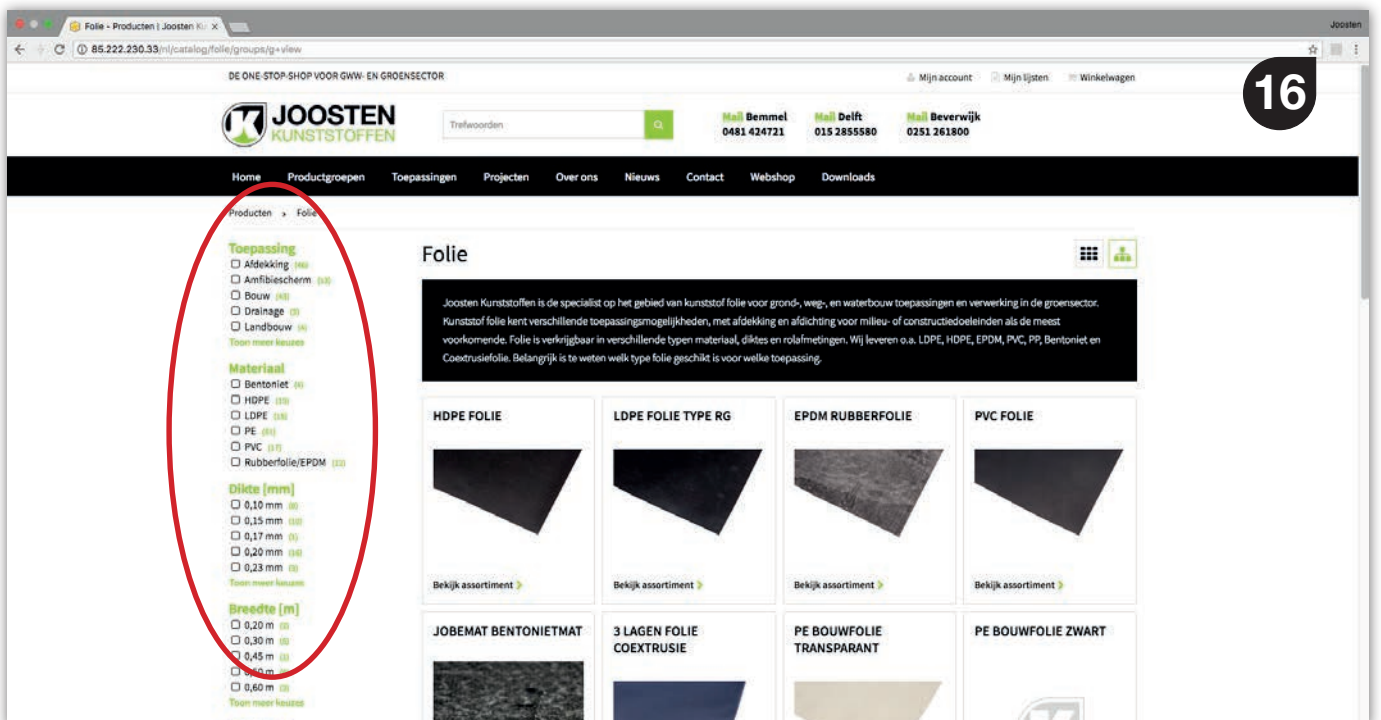 Folie - Producten | Joosten Ku
Joosten
85.222.230.33/nl/catalog/folie/groups/g+view
16
DE ONE-STOP-SHOP VOOR GWW- EN GROENSECTOR
Mijn account
Mijn lijsten
Winkelwagen
JOOSTEN
KUNSTSTOFFEN
Trefwoorden
Mail Bemmel
0481 424721
Mail Delft
015 2855580
Mail Beverwijk
0251 261800
Home Productgroepen Toepassingen Projecten Over ons Nieuws Contact Webshop Downloads
Producten > Folie
Toepassing
Afdekking (46)
Amfibiescherm (13)
Bouw (43)
Drainage
Landbouw (4)
Toon meer keuzes
Materiaal
Bentoniet (4)
HDPE
LDPE
PE
PVC (17)
Rubberfolie/EPDM
Dikte [mm]
0,10 mm
0,15 mm
0,17 mm
0,20 mm
0,23 mm
Toon meer keuzes
Breedte [m]
0,20 m
0,30 m
0,45 m
0,50 m
0,60 m
Toon meer keuzes
Folie
Joosten Kunststoffen is de specialist op het gebied van kunststof folie voor grond-, weg-, en waterbouw toepassingen en verwerking in de groensector.
Kunststof folie kent verschillende toepassingsmogelijkheden, met afdekking en afdichting voor milieu- of constructiedoeleinden als de meest
voorkomende. Folie is verkrijgbaar in verschillende typen materiaal, diktes en rolafmetingen. Wij leveren o.a. LDPE, HDPE, EPDM, PVC, PP, Bentoniet en
Coextrusiefolie. Belangrijk is te weten welk type folie geschikt is voor welke toepassing.
HDPE FOLIE
Bekijk assortiment >
LDPE FOLIE TYPE RG
Bekijk assortiment >
EPDM RUBBERFOLIE
Bekijk assortiment >
PVC FOLIE
Bekijk assortiment >
JOBEMAT BENTONIETMAT
3 LAGEN FOLIE
COEXTRUSIE
PE BOUWFOLIE
TRANSPARANT
PE BOUWFOLIE ZWART